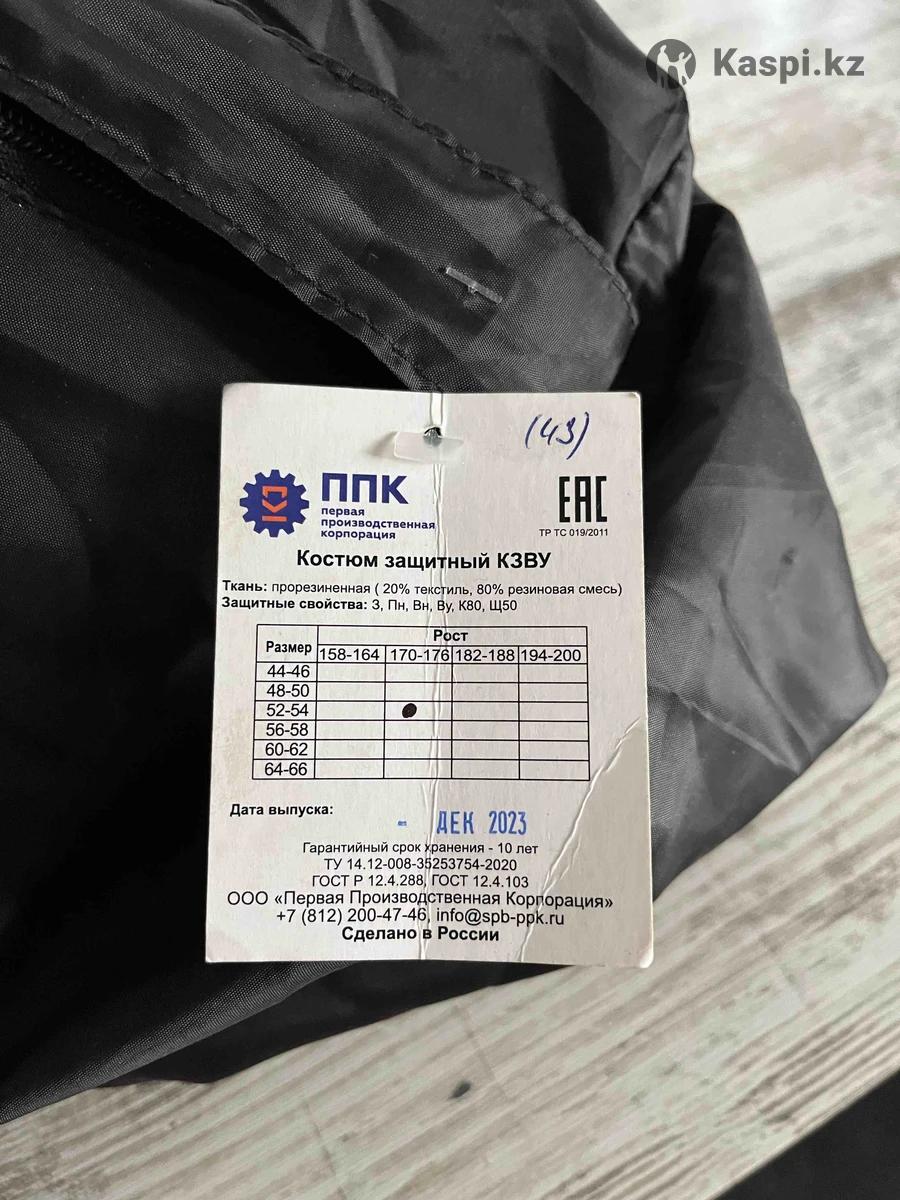 Kaspi.kz
(43)
ППК
первая
производственная
корпорация
EAC
ТР ТС 019/2011
Костюм защитный КЗВУ
Ткань: прорезиненная ( 20% текстиль, 80% резиновая смесь)
Защитные свойства: З, Пн, Вн, Ву, К80, Щ50
Размер Рост
158-164 170-176 182-188 194-200
44-46
48-50
52-54
56-58
60-62
64-66
Дата выпуска: - ДЕК 2023
Гарантийный срок хранения - 10 лет
ТУ 14.12-008-35253754-2020
ГОСТ Р 12.4.288, ГОСТ 12.4.103
ООО «Первая Производственная Корпорация»
+7 (812) 200-47-46, info@spb-ppk.ru
Сделано в России